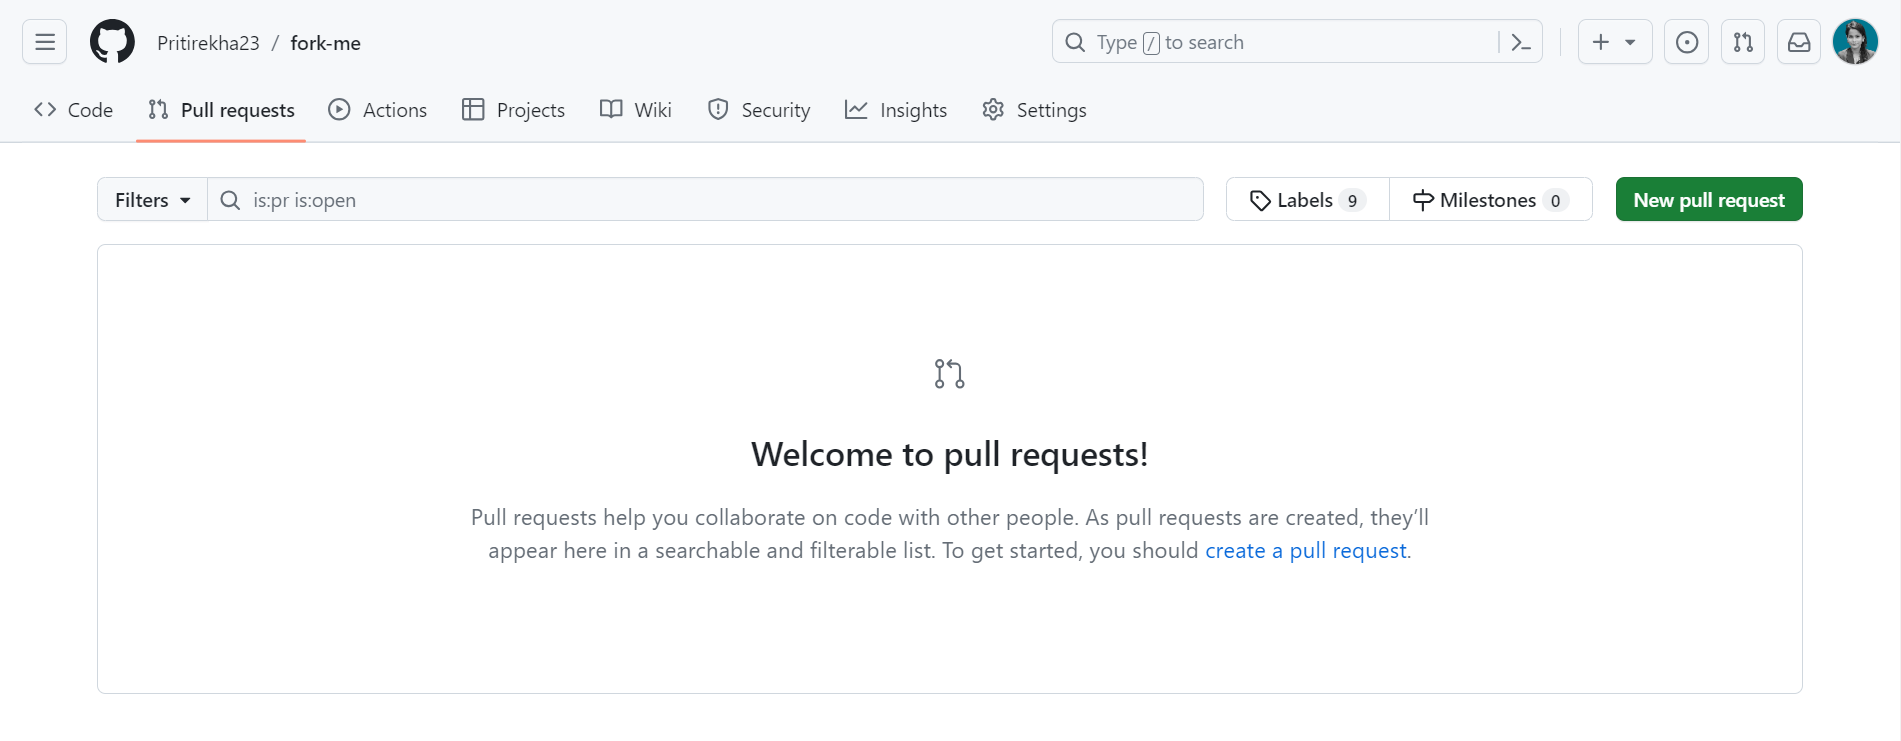 Pritirekha23 / fork-me
Type / to search
Code Pull requests Actions Projects Wiki Security Insights Settings
Filters is:pr is:open Labels 9 Milestones 0 New pull request
Welcome to pull requests!
Pull requests help you collaborate on code with other people. As pull requests are created, they’ll
appear here in a searchable and filterable list. To get started, you should create a pull request.